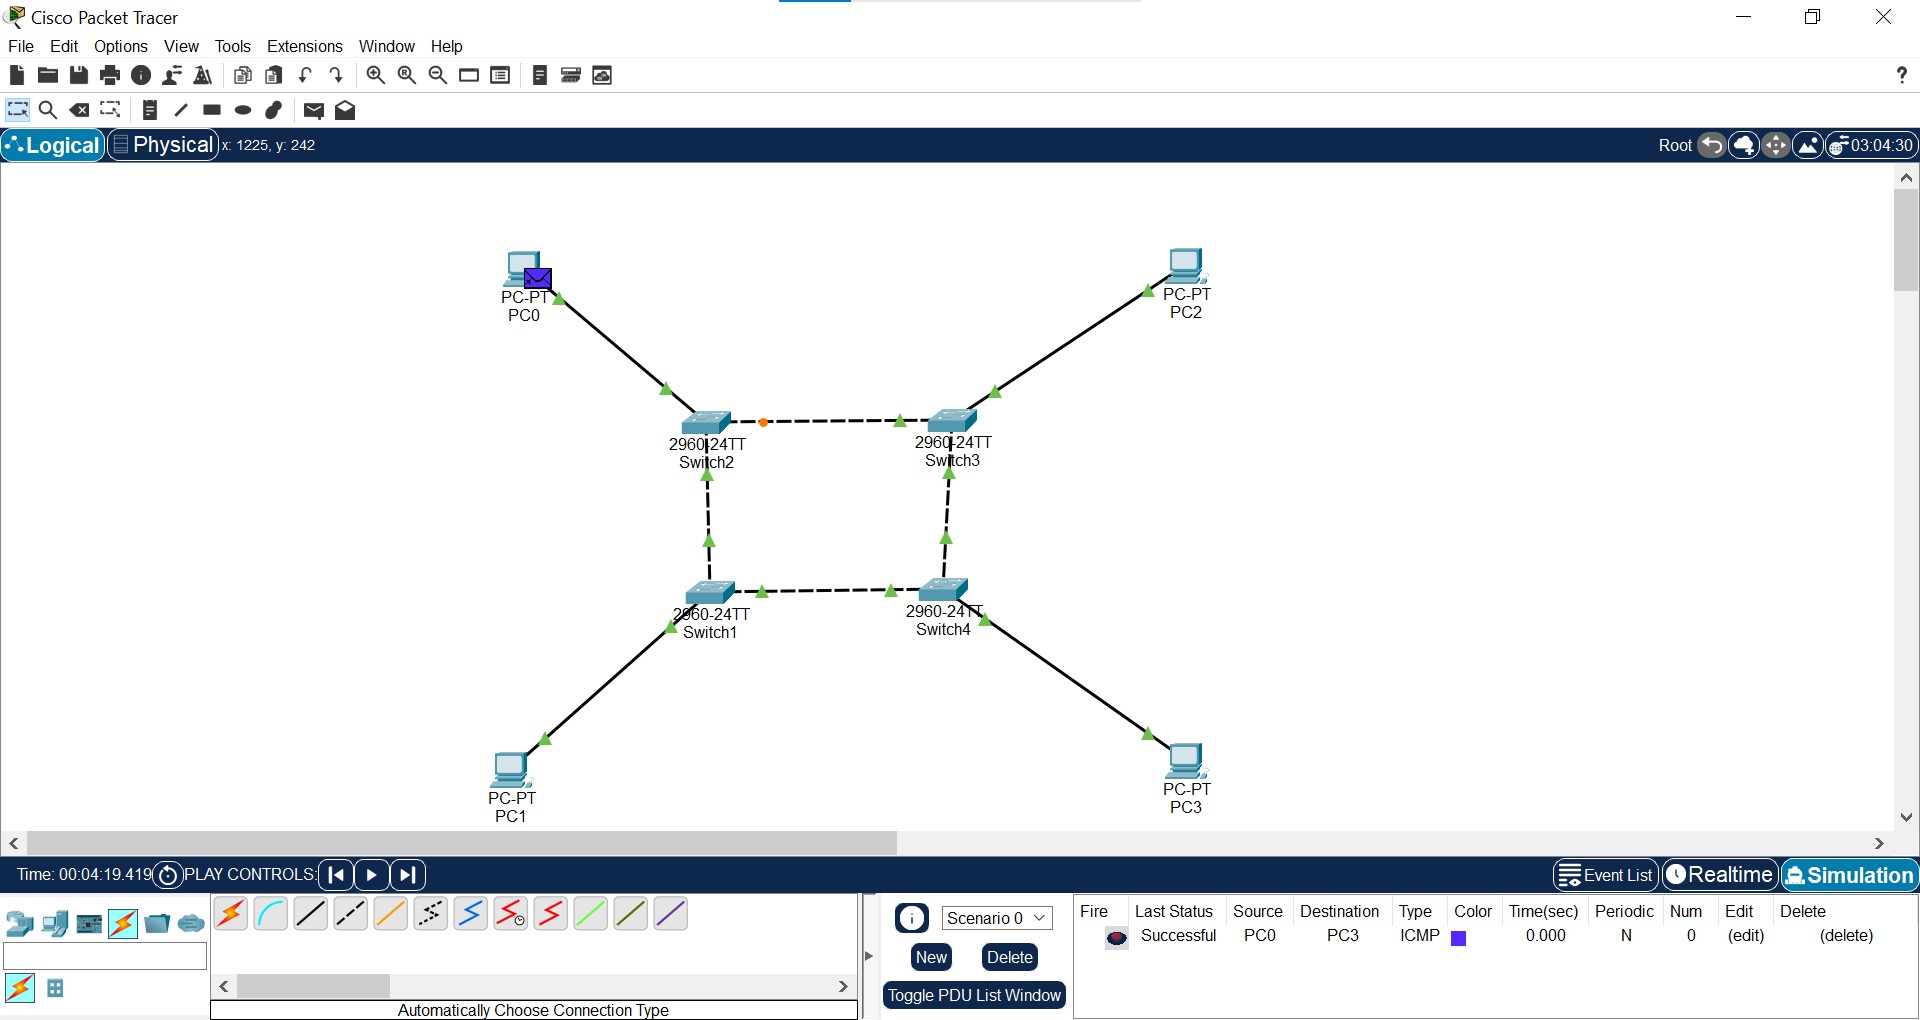 Cisco Packet Tracer
File Edit Options View Tools Extensions Window Help
Logical Physical x: 1225, y: 242 Root 03:04:30
PC-PT
PC0
PC-PT
PC2
2960-24TT
Switch2
2960-24TT
Switch3
2960-24TT
Switch1
2960-24TT
Switch4
PC-PT
PC1
PC-PT
PC3
Time: 00:04:19.419 PLAY CONTROLS: Event List Realtime Simulation
Scenario 0
New Delete
Toggle PDU List Window
Fire Last Status Source Destination Type Color Time(sec) Periodic Num Edit Delete
Successful PC0 PC3 ICMP 0.000 N 0 (edit) (delete)
Automatically Choose Connection Type